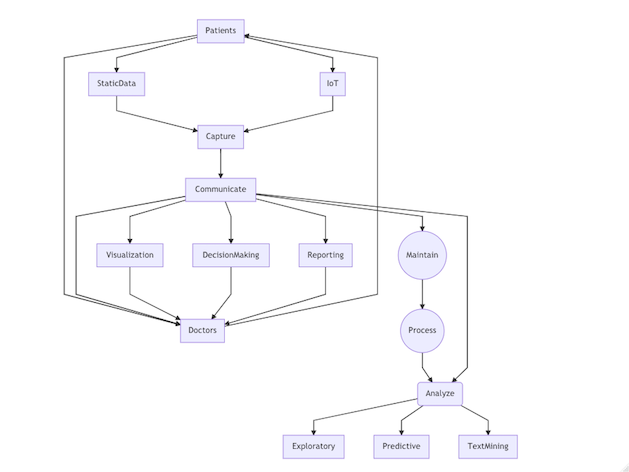 Patients
StaticData
IoT
Capture
Communicate
Visualization
DecisionMaking
Reporting
Maintain
Doctors
Process
Analyze
Exploratory
Predictive
TextMining